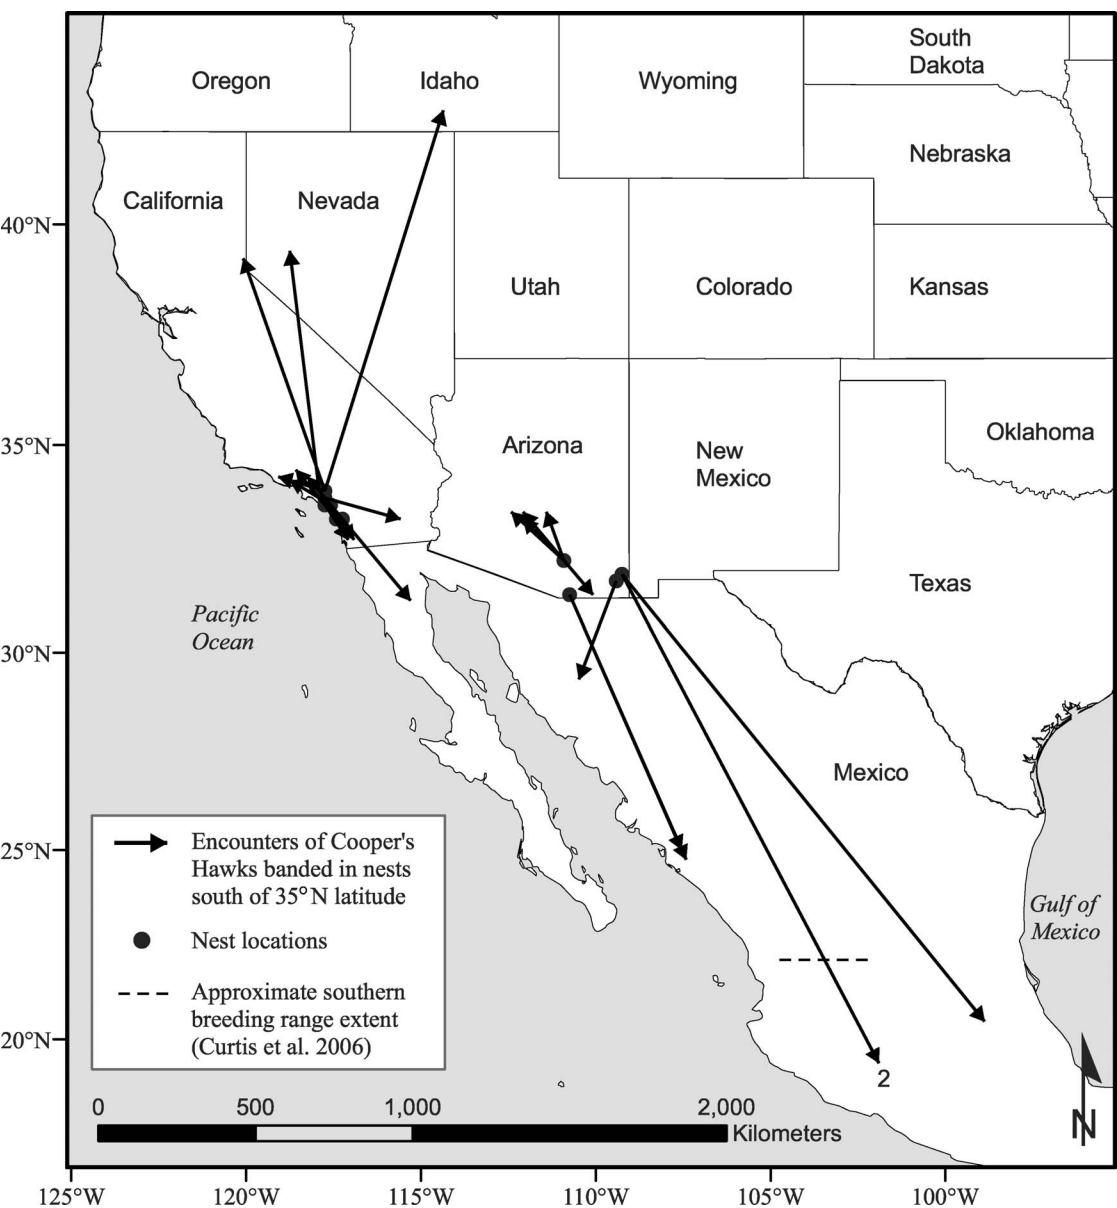 South
Dakota
Oregon
Idaho
Wyoming
Nebraska
California
Nevada
40°N
Utah
Colorado
Kansas
35°N
Arizona
New
Mexico
Oklahoma
Texas
Pacific
Ocean
30°N
Mexico
25°N
Encounters of Cooper's
Hawks banded in nests
south of 35°N latitude
Nest locations
Approximate southern
breeding range extent
(Curtis et al. 2006)
Gulf of
Mexico
20°N
2
0 500 1,000 2,000
Kilometers
N
125°W 120°W 115°W 110°W 105°W 100°W